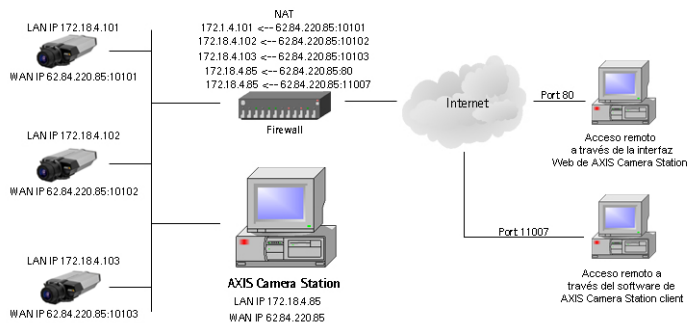 LAN IP 172.18.4.101
WAN IP 62.84.220.85:10101
LAN IP 172.18.4.102
WAN IP 62.84.220.85:10102
LAN IP 172.18.4.103
WAN IP 62.84.220.85:10103
NAT
172.1.4.101 <-- 62.84.220.85:10101
172.18.4.102 <-- 62.84.220.85:10102
172.18.4.103 <-- 62.84.220.85:10103
172.18.4.85 <-- 62.84.220.85:80
172.18.4.85 <-- 62.84.220.85:11007
Firewall
AXIS Camera Station
LAN IP 172.18.4.85
WAN IP 62.84.220.85
Internet
Port 80
Acceso remoto
a través de la interfaz
Web de AXIS Camera Station
Port 11007
Acceso remoto a
través del software de
AXIS Camera Station client